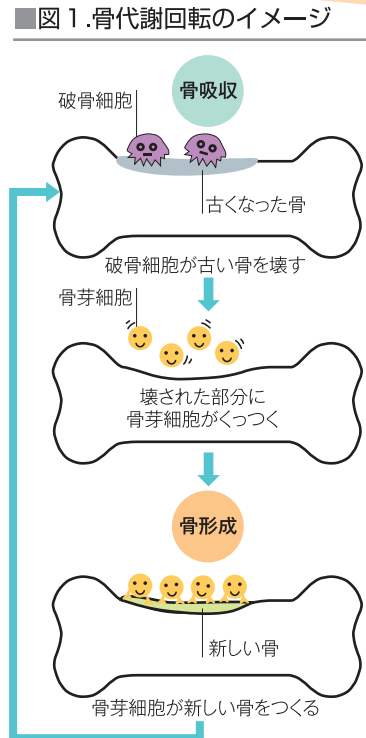 ■図1.骨代謝回転のイメージ
骨吸収
破骨細胞
古くなった骨
破骨細胞が古い骨を壊す
骨芽細胞
壊された部分に
骨芽細胞がくっつく
骨形成
新しい骨
骨芽細胞が新しい骨をつくる